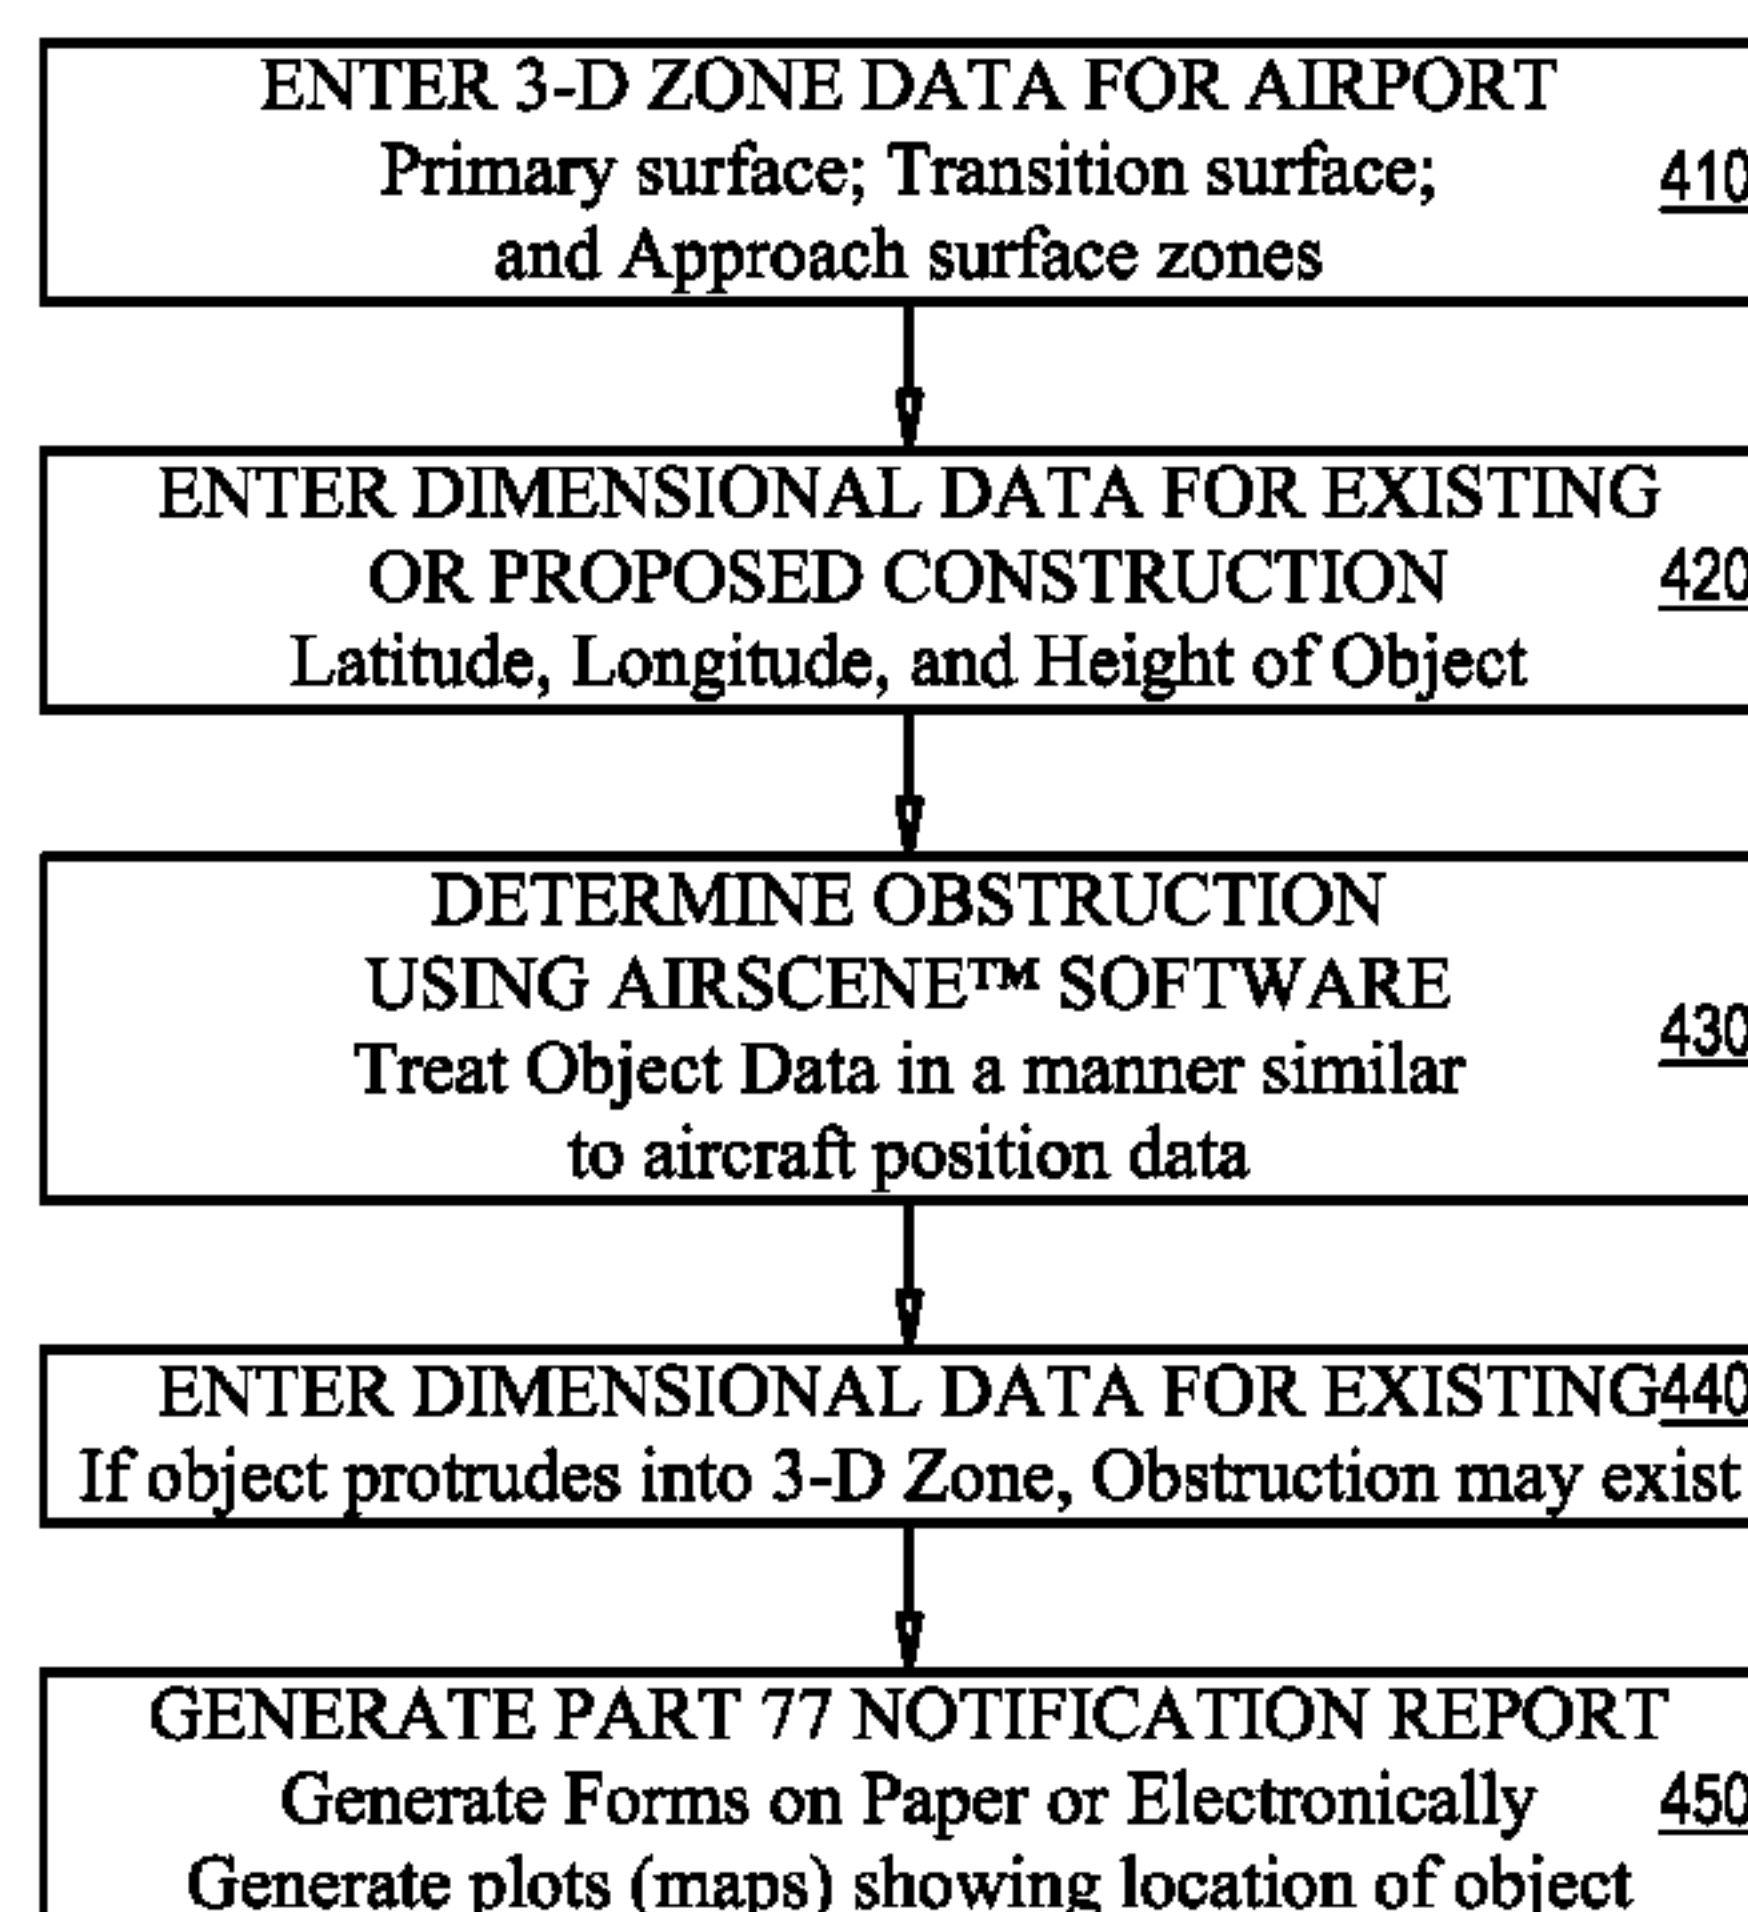 ENTER 3-D ZONE DATA FOR AIRPORT
Primary surface; Transition surface;
410
and Approach surface zones
ENTER DIMENSIONAL DATA FOR EXISTING
OR PROPOSED CONSTRUCTION
420
Latitude, Longitude, and Height of Object
DETERMINE OBSTRUCTION
USING AIRSCENE™ SOFTWARE
430
Treat Object Data in a manner similar
to aircraft position data
ENTER DIMENSIONAL DATA FOR EXISTING
440
If object protrudes into 3-D Zone, Obstruction may exist
GENERATE PART 77 NOTIFICATION REPORT
Generate Forms on Paper or Electronically
450
Generate plots (maps) showing location of object